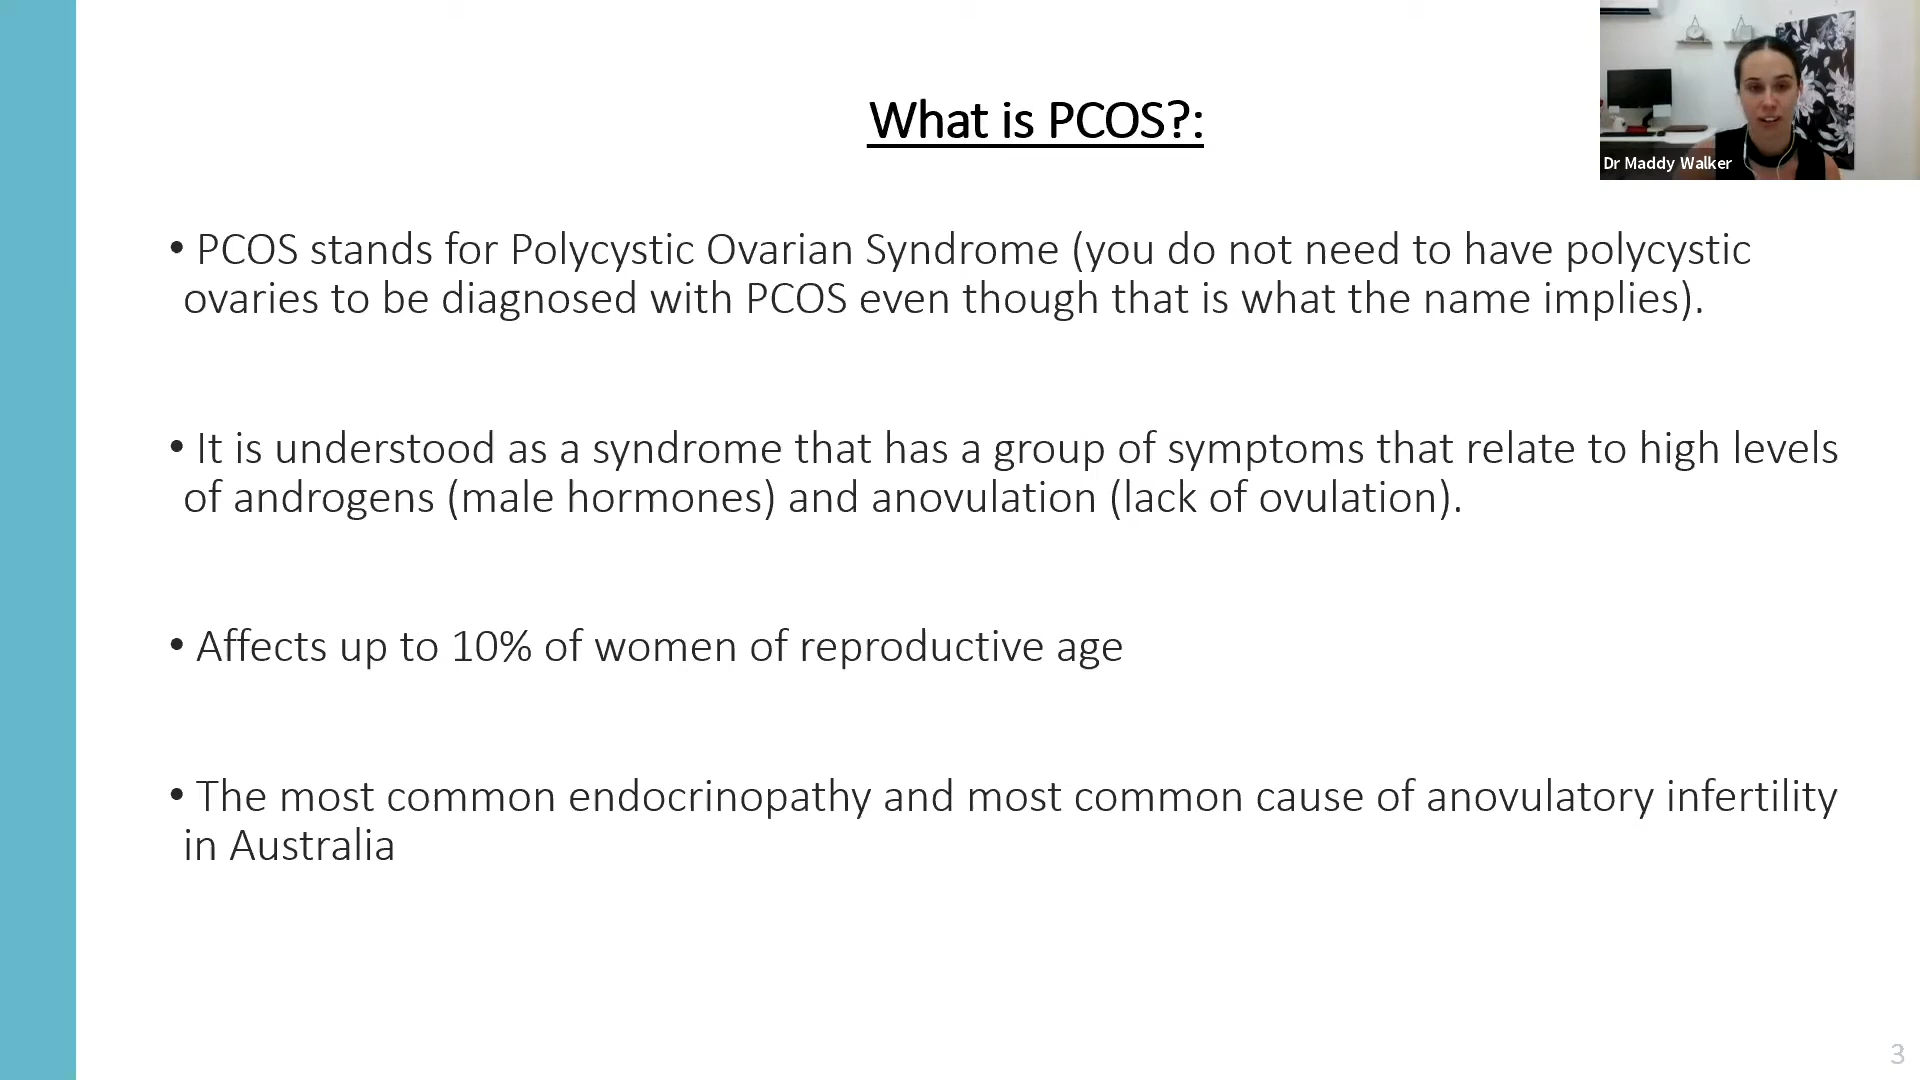 What is PCOS?:
Dr Maddy Walker
• PCOS stands for Polycystic Ovarian Syndrome (you do not need to have polycystic
ovaries to be diagnosed with PCOS even though that is what the name implies).
• It is understood as a syndrome that has a group of symptoms that relate to high levels
of androgens (male hormones) and anovulation (lack of ovulation).
• Affects up to 10% of women of reproductive age
• The most common endocrinopathy and most common cause of anovulatory infertility
in Australia
3